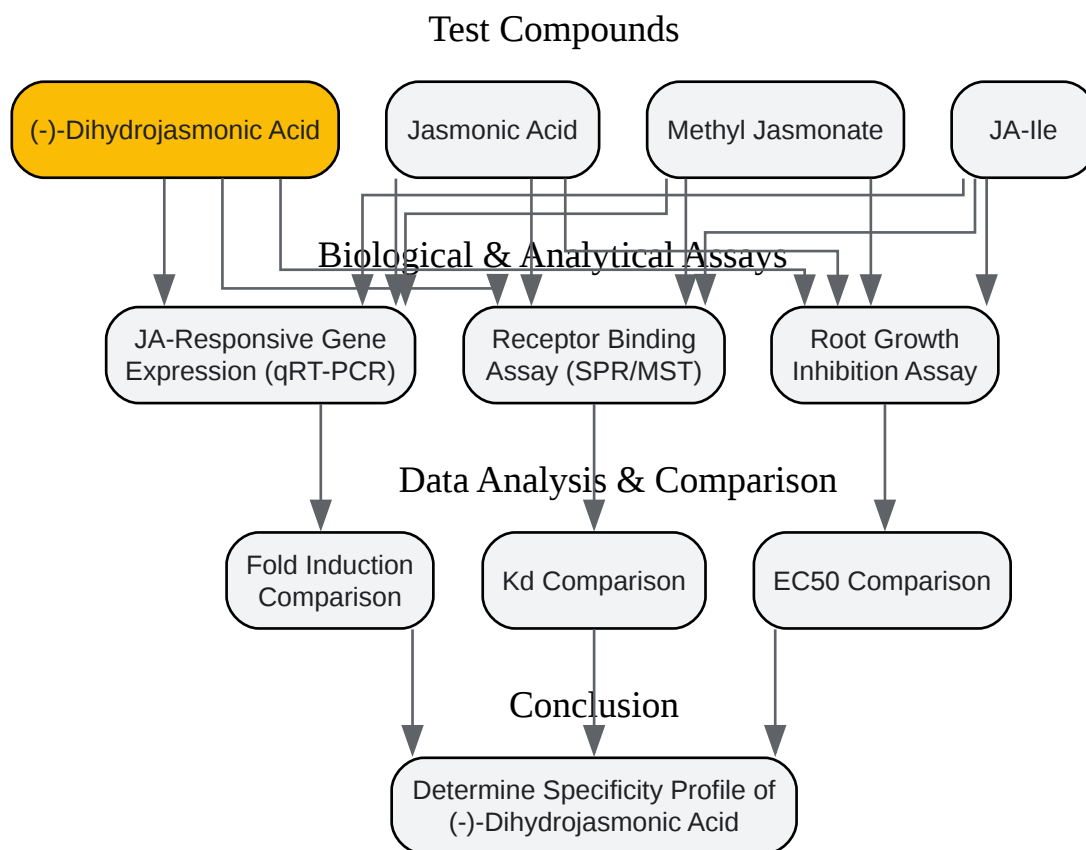 Test Compounds
(-)-Dihydrojasmonic Acid
Jasmonic Acid
Methyl Jasmonate
JA-Ile
Biological & Analytical Assays
JA-Responsive Gene
Expression (qRT-PCR)
Receptor Binding
Assay (SPR/MST)
Root Growth
Inhibition Assay
Data Analysis & Comparison
Fold Induction
Comparison
Kd Comparison
EC50 Comparison
Conclusion
Determine Specificity Profile of
(-)-Dihydrojasmonic Acid